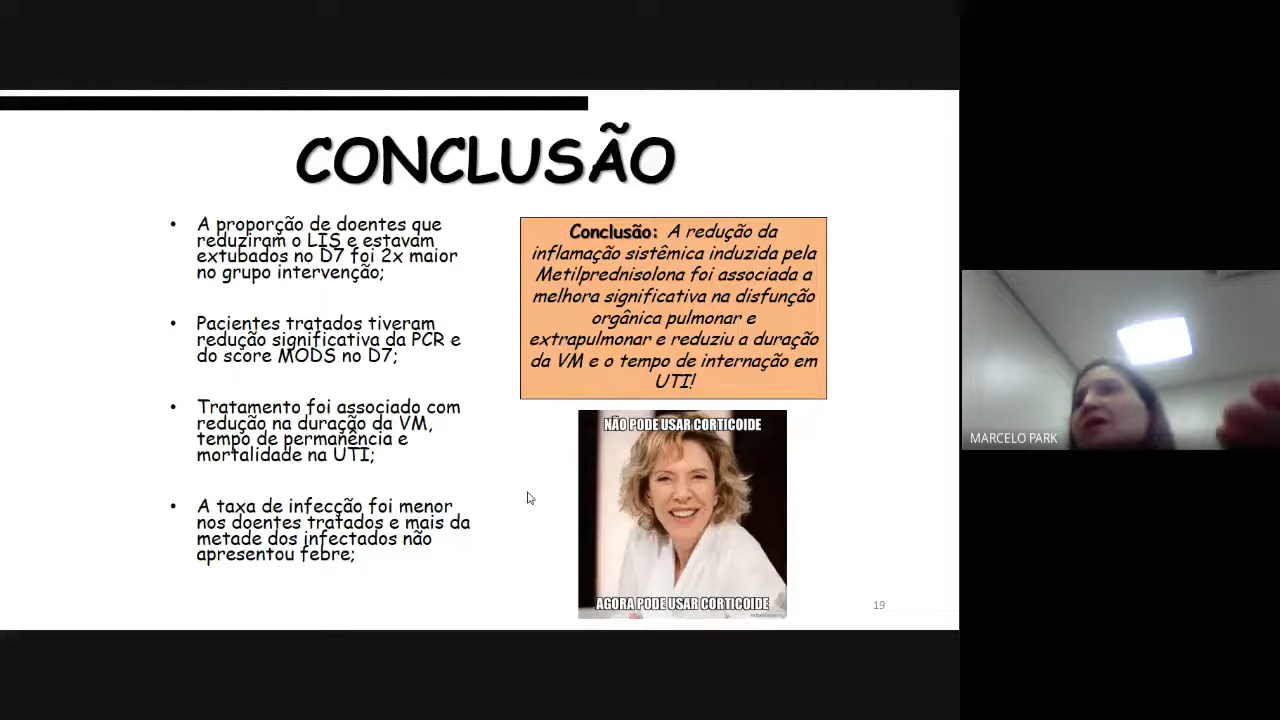 CONCLUSÃO
• A proporção de doentes que
reduziram o LIS e estavam
extubados no D7 foi 2x maior
no grupo intervenção;
• Pacientes tratados tiveram
redução significativa da PCR e
do score MODS no D7;
• Tratamento foi associado com
redução na duração da VM,
tempo de permanência e
mortalidade na UTI;
• A taxa de infecção foi menor
nos doentes tratados e mais da
metade dos infectados não
apresentou febre;
Conclusão: A redução da
inflamação sistêmica induzida pela
Metilprednisolona foi associada a
melhora significativa na disfunção
orgânica pulmonar e
extrapulmonar e reduziu a duração
da VM e o tempo de internação em
UTI!
NÃO PODE USAR CORTICOIDE
AGORA PODE USAR CORTICOIDE
19
MARCELO PARK